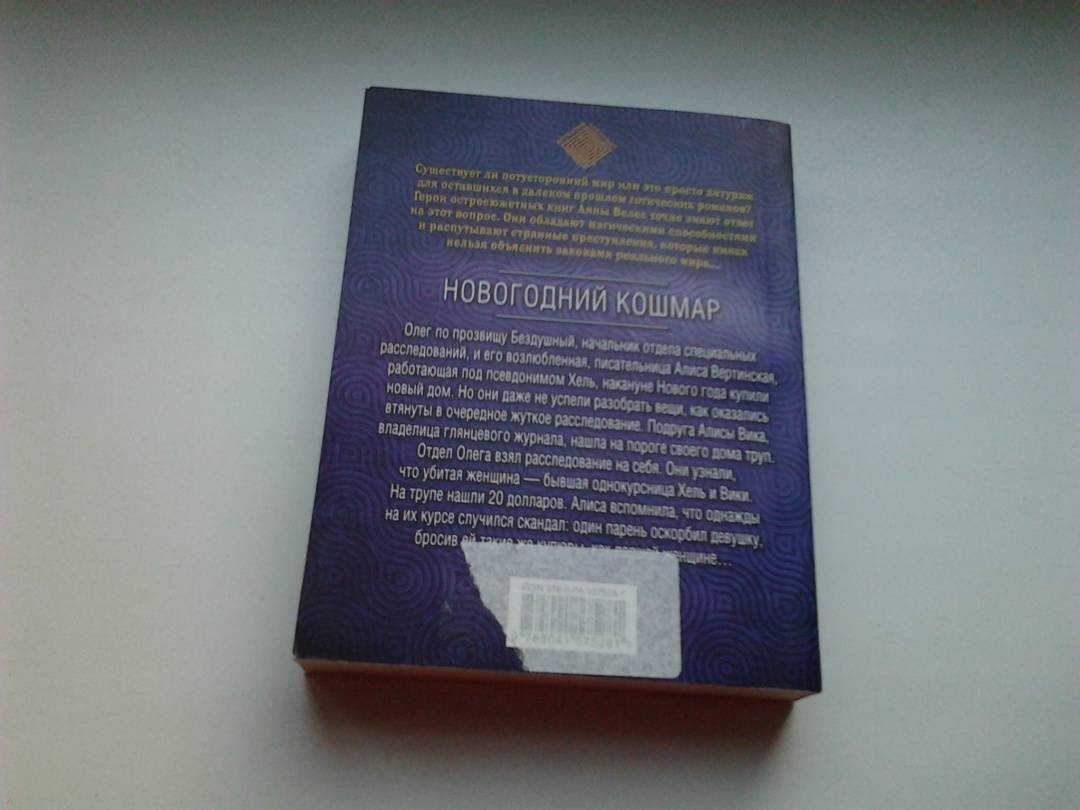 Существует ли потусторонний мир или это просто антураж
для оставшихся в далеком прошлом готических романов?
Герои остросюжетных книг Анны Велес точно знают ответ
на этот вопрос. Они обладают магическими способностями
и распутывают странные преступления, которые никак
нельзя объяснить законами реального мира...
НОВОГОДНИЙ КОШМАР
Олег по прозвищу Бездушный, начальник отдела специальных
расследований, и его возлюбленная, писательница Алиса Вертинская,
работающая под псевдонимом Хель, накануне Нового года купили
новый дом. Но они даже не успели разобрать вещи, как оказались
втянуты в очередное жуткое расследование. Подруга Алисы Вика,
владелица глянцевого журнала, нашла на пороге своего дома труп.
Отдел Олега взял расследование на себя. Они узнали,
что убитая женщина — бывшая однокурсница Хель и Вики.
На трупе нашли 20 долларов. Алиса вспомнила, что однажды
на их курсе случился скандал: один парень оскорбил девушку,
бросив ей такие же купюры, как женщине...
ISBN